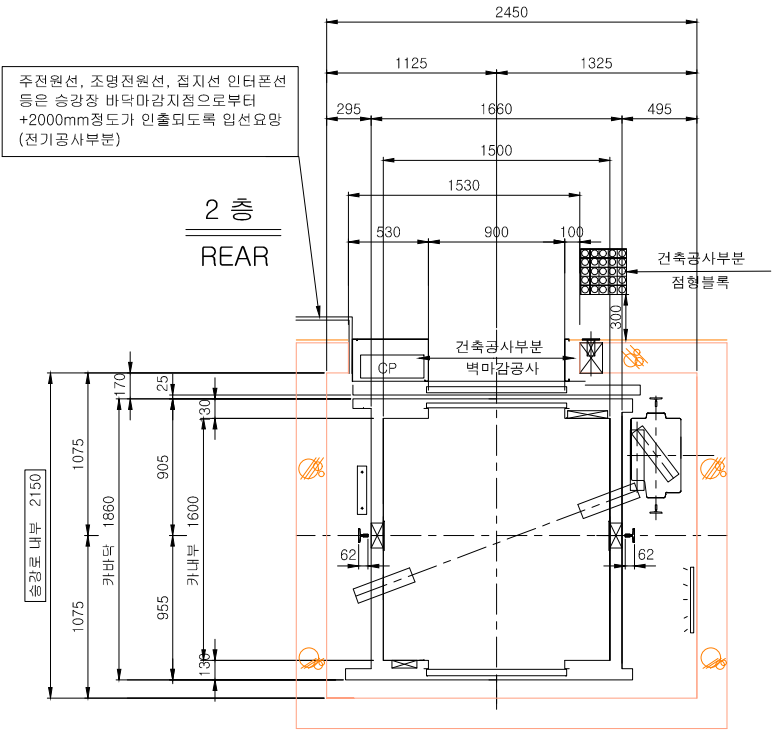 2450
1125
1325
주전원선, 조명전원선, 접지선 인터폰선
등은 승강장 바닥마감지점으로부터
+2000mm정도가 인출되도록 입선요망
(전기공사부분)
295
1660
495
1500
1530
2 층
REAR
530
900
100
건축공사부분
점형블록
300
건축공사부분
벽마감공사
CP
170
25
130
1075
905
승강로 내부 2150
카바닥 1860
카내부 1600
62
62
1075
955
130